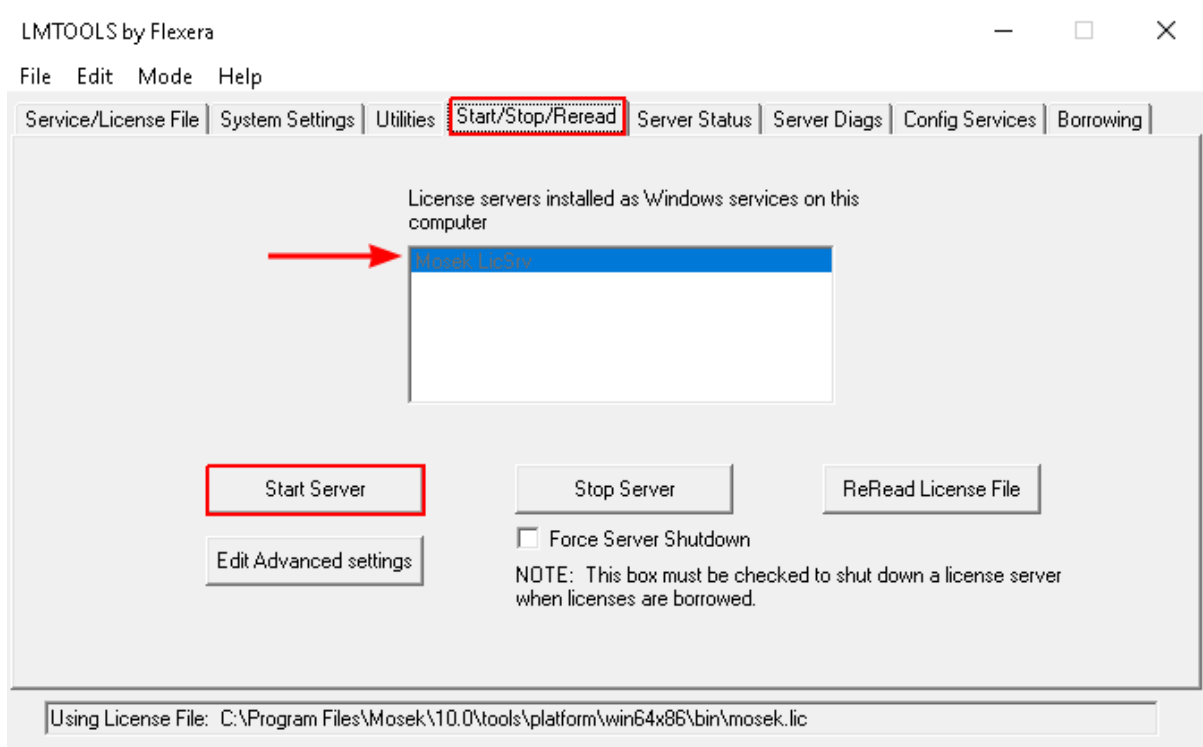 LMTOOLS by Flexera
File Edit Mode Help
Service/License File System Settings Utilities Start/Stop/Reread Server Status Server Diags Config Services Borrowing
License servers installed as Windows services on this
computer
Mosek LicSrv
Start Server Stop Server ReRead License File
Force Server Shutdown
Edit Advanced settings
NOTE: This box must be checked to shut down a license server
when licenses are borrowed.
Using License File: C:\Program Files\Mosek\10.0\tools\platform\win64x86\bin\mosek.lic